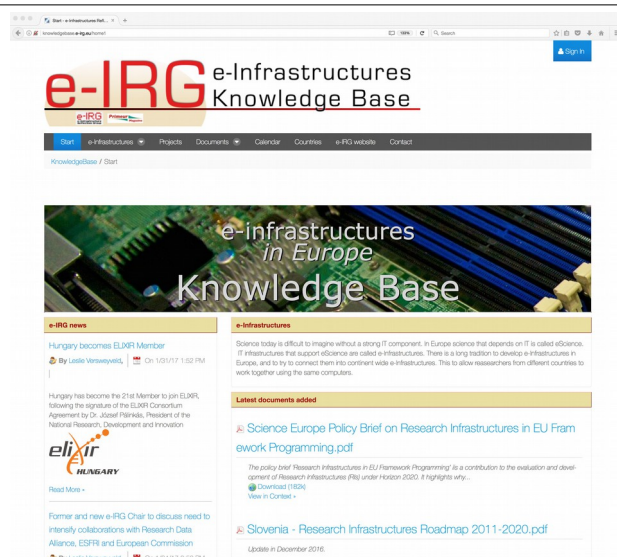 Start - e-Infrastructures Ref...
knowledgebase.e-irg.eu/home1
120%
Search
Sign In
e-IRG e-Infrastructures
Knowledge Base
e-IRG
Primeur
Start e-Infrastructures Projects Documents Calendar Countries e-IRG website Contact
KnowledgeBase / Start
e-infrastructures
in Europe
Knowledge Base
e-IRG news
Hungary becomes ELIXIR Member
By Leslie Versweyveld, On 1/31/17 1:52 PM
Hungary has become the 21st Member to join ELIXIR,
following the signature of the ELIXIR Consortium
Agreement by Dr. József Pálinkás, President of the
National Research, Development and Innovation
elixir
HUNGARY
Read More »
Former and new e-IRG Chair to discuss need to
intensify collaborations with Research Data
Alliance, ESFRI and European Commission
e-Infrastructures
Science today is difficult to imagine without a strong IT component. In Europe science that depends on IT is called eScience.
IT infrastructures that support eScience are called e-Infrastructures. There is a long tradition to develop e-Infrastructures in
Europe, and to try to connect them into continent wide e-Infrastructures. This to allow reseearchers from different countries to
work together using the same computers.
Latest documents added
Science Europe Policy Brief on Research Infrastructures in EU Fram
ework Programming.pdf
The policy brief 'Research Infrastructures in EU Framework Programming' is a contribution to the evaluation and devel-
opment of Research Infrastructures (RIs) under Horizon 2020. It highlights why...
Download (182k)
View in Context »
Slovenia - Research Infrastructures Roadmap 2011-2020.pdf
Update in December 2016.